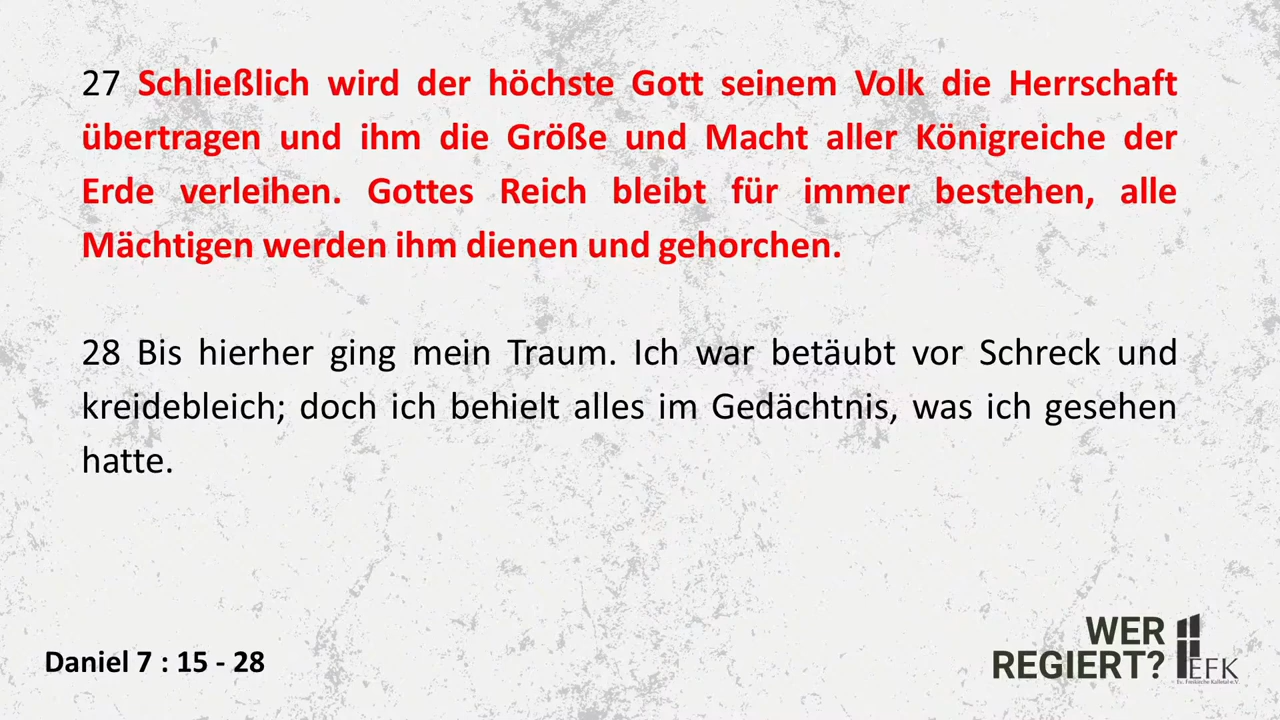 27 Schließlich wird der höchste Gott seinem Volk die Herrschaft
übertragen und ihm die Größe und Macht aller Königreiche der
Erde verleihen. Gottes Reich bleibt für immer bestehen, alle
Mächtigen werden ihm dienen und gehorchen.
28 Bis hierher ging mein Traum. Ich war betäubt vor Schreck und
kreidebleich; doch ich behielt alles im Gedächtnis, was ich gesehen
hatte.
Daniel 7 : 15 - 28
WER
REGIERT?
EFK
Ev. Freikirche Kalletal e.V.